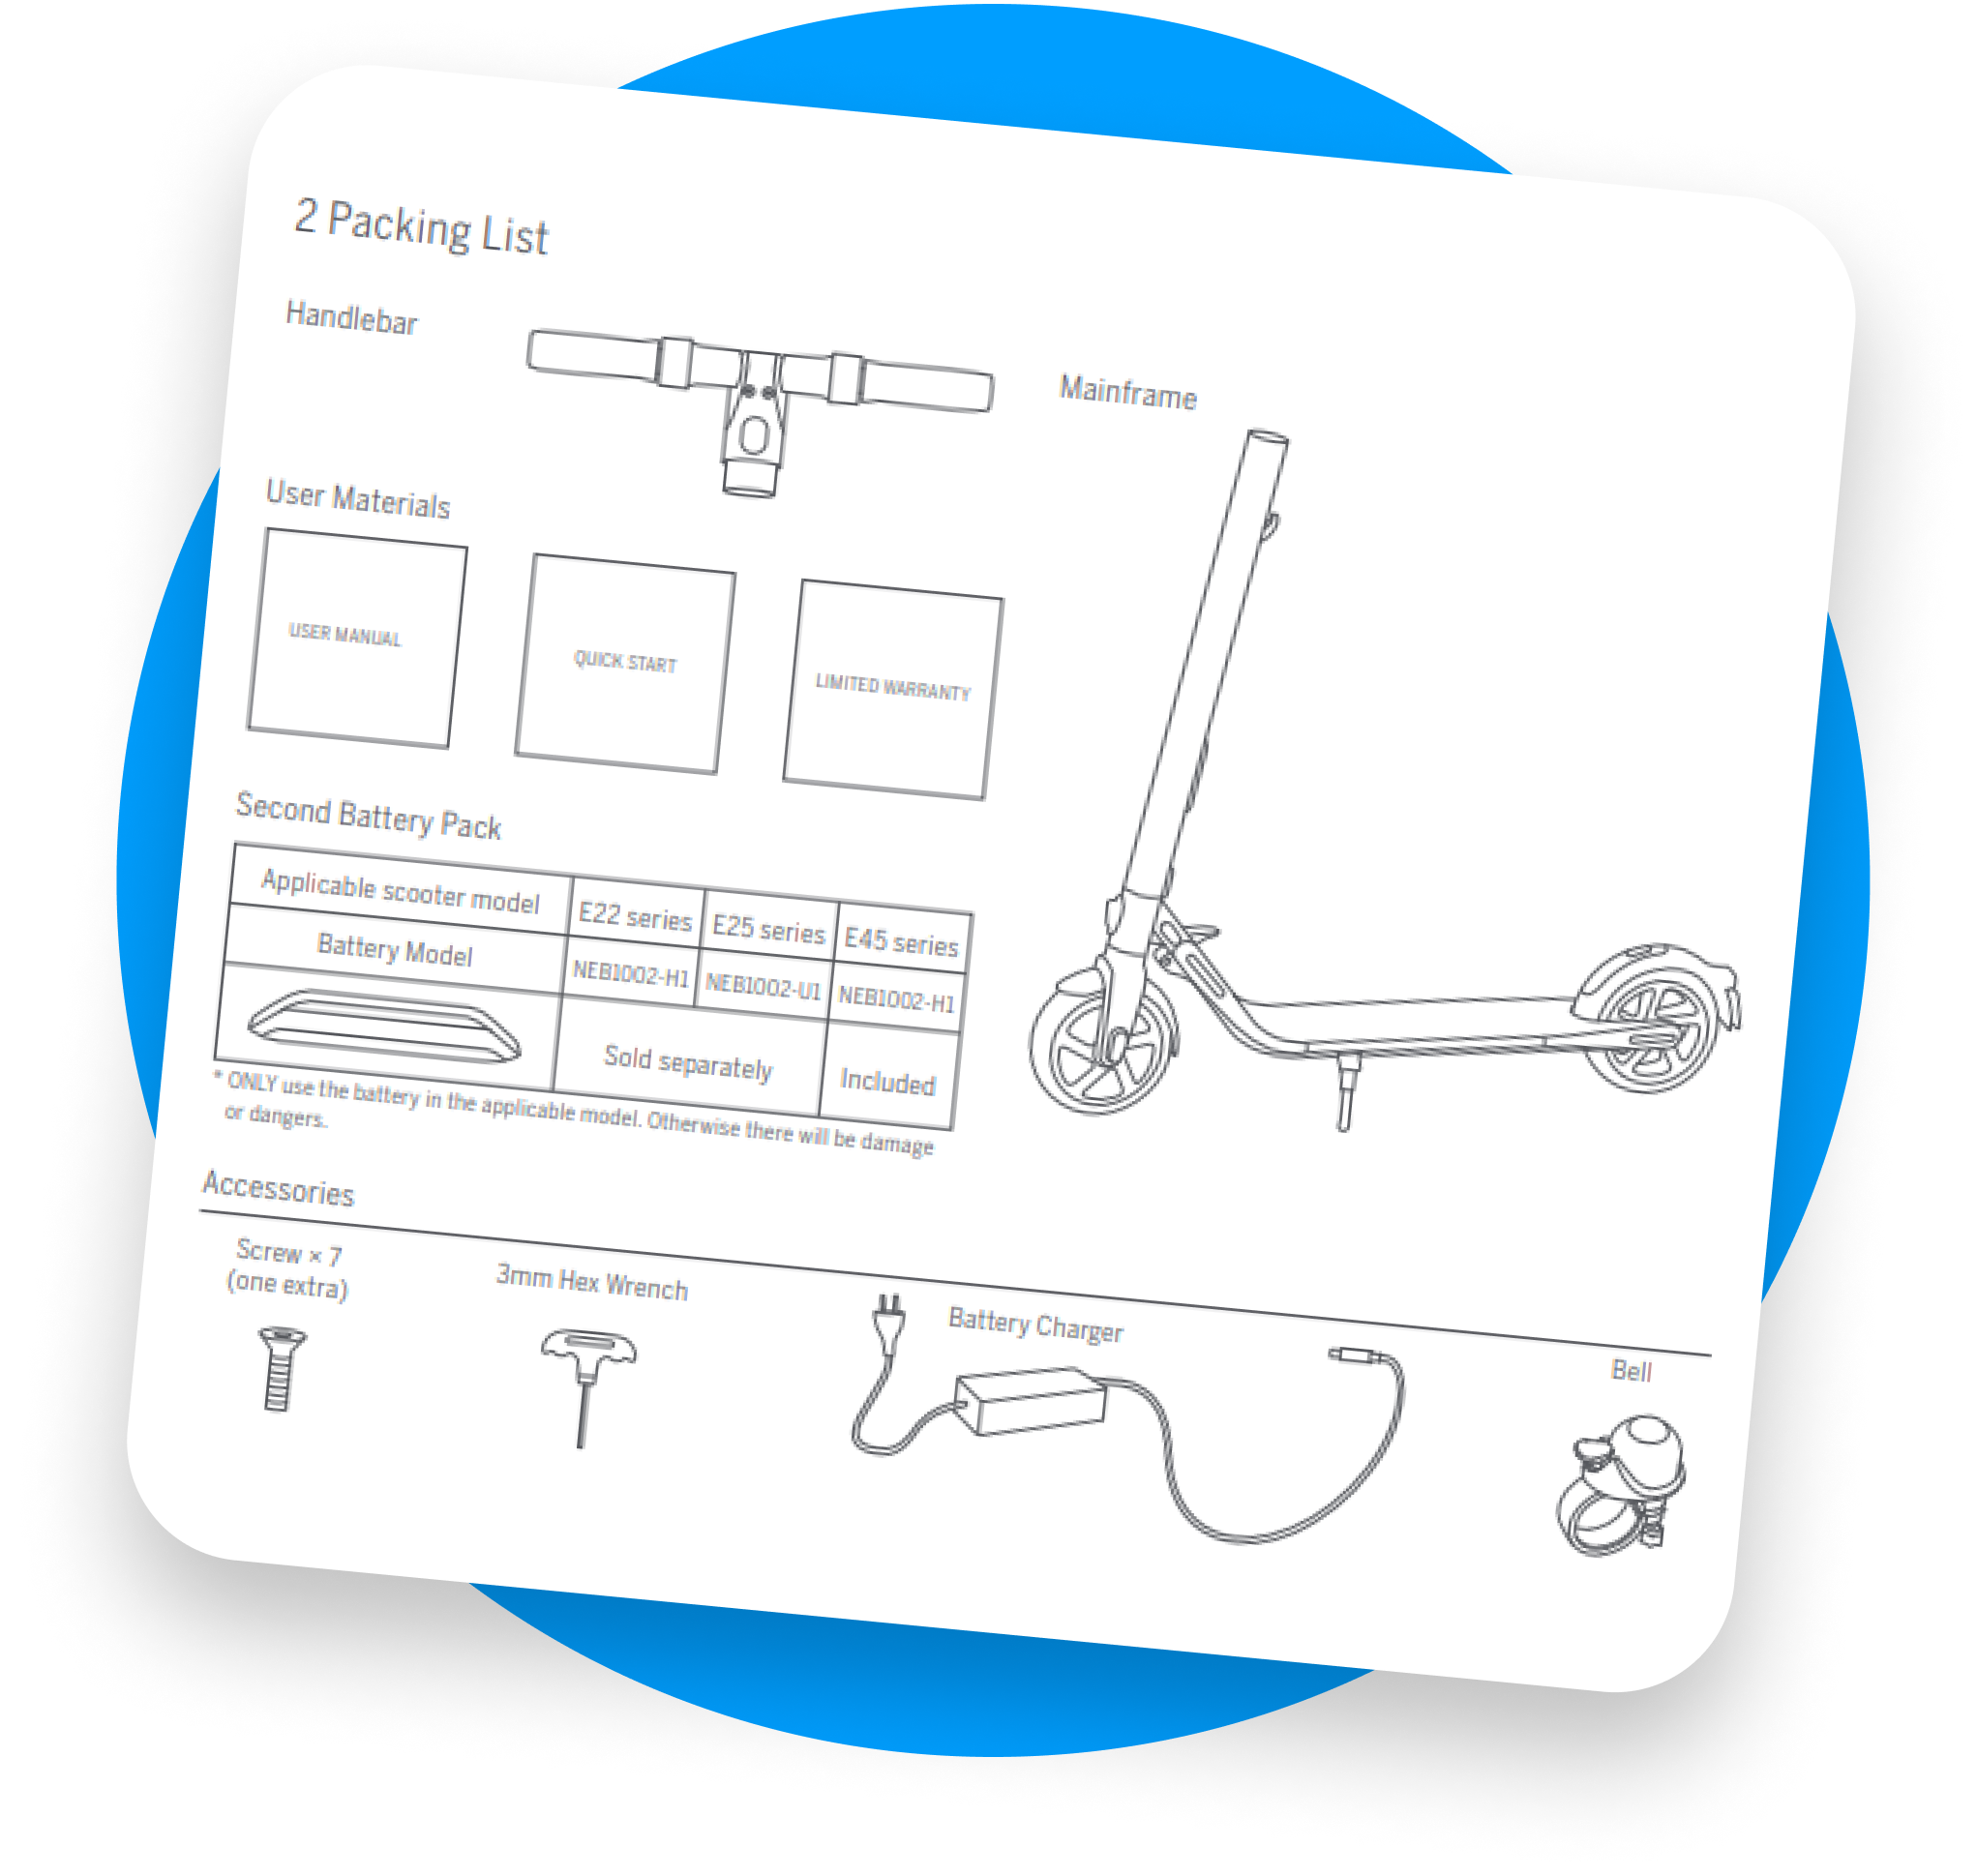 2 Packing List
Handlebar
Mainframe
User Materials
USER MANUAL
QUICK START
LIMITED WARRANTY
Second Battery Pack
Applicable scooter model E22 series E25 series E45 series
Battery Model NEB1002-H1 NEB1002-U1 NEB1002-H1
Sold separately Included
* ONLY use the battery in the applicable model. Otherwise there will be damage
or dangers.
Accessories
Screw × 7
(one extra)
3mm Hex Wrench
Battery Charger
Bell